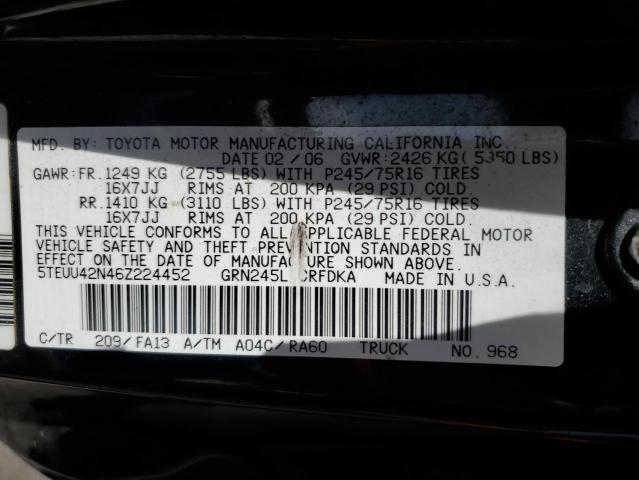 MFD. BY: TOYOTA MOTOR MANUFACTURING CALIFORNIA INC.
DATE 02/06 GVWR:2426 KG( 5350 LBS)
GAWR:FR.1249 KG (2755 LBS) WITH P245/75R16 TIRES
16X7JJ RIMS AT 200 KPA (29 PSI) COLD.
RR.1410 KG (3110 LBS) WITH P245/75R16 TIRES
16X7JJ RIMS AT 200 KPA (29 PSI) COLD.
THIS VEHICLE CONFORMS TO ALL APPLICABLE FEDERAL MOTOR
VEHICLE SAFETY AND THEFT PREVENTION STANDARDS IN
EFFECT ON THE DATE OF MANUFACTURE SHOWN ABOVE.
5TEUU42N46Z224452 GRN245L CRFDKA MADE IN U.S.A.
C/TR 209/FA13 A/TM A04C/RA60 TRUCK NO. 968